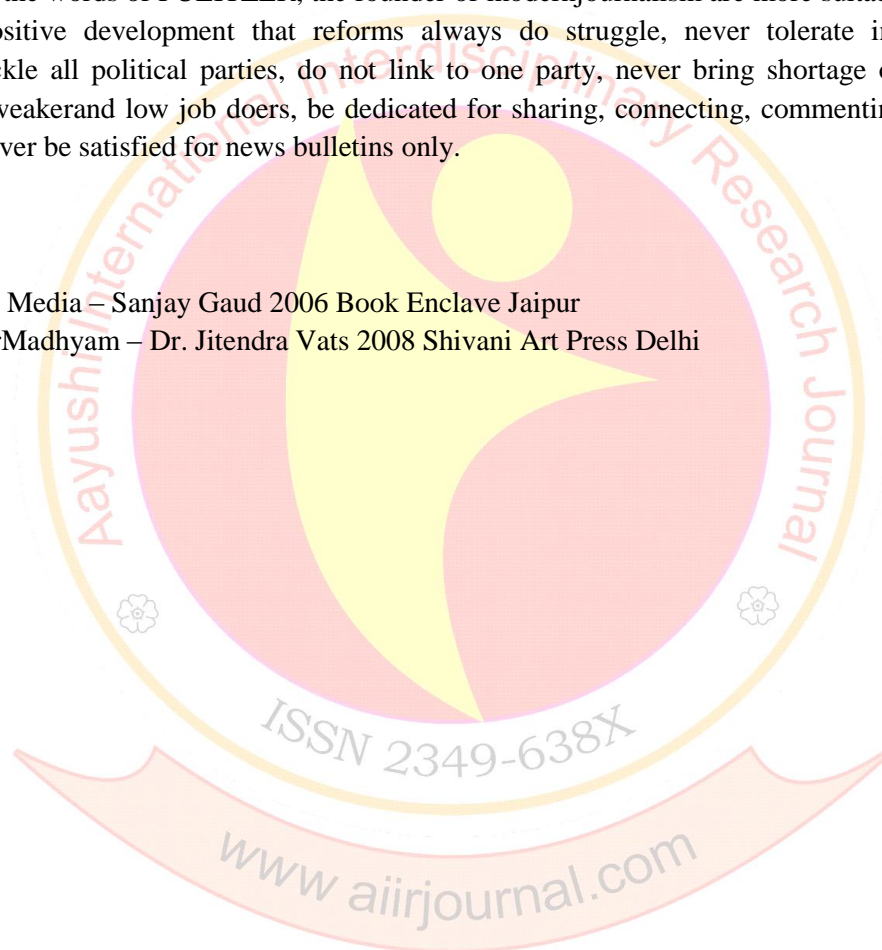 the words of PULITZER, the founder of modernjournalism are more
ositive development that reforms always do struggle, never tolerate in
ckle all political parties, do not link to one party, never bring shortage
weakerand low job doers, be dedicated for sharing, connecting, commentin
ver be satisfied for news bulletins only.
Media – Sanjay Gaud 2006 Book Enclave Jaipur
rMadhyam – Dr. Jitendra Vats 2008 Shivani Art Press Delhi
Aayushi International Interdisciplinary Research Journal
ISSN 2349-638X
www aiirjournal.com